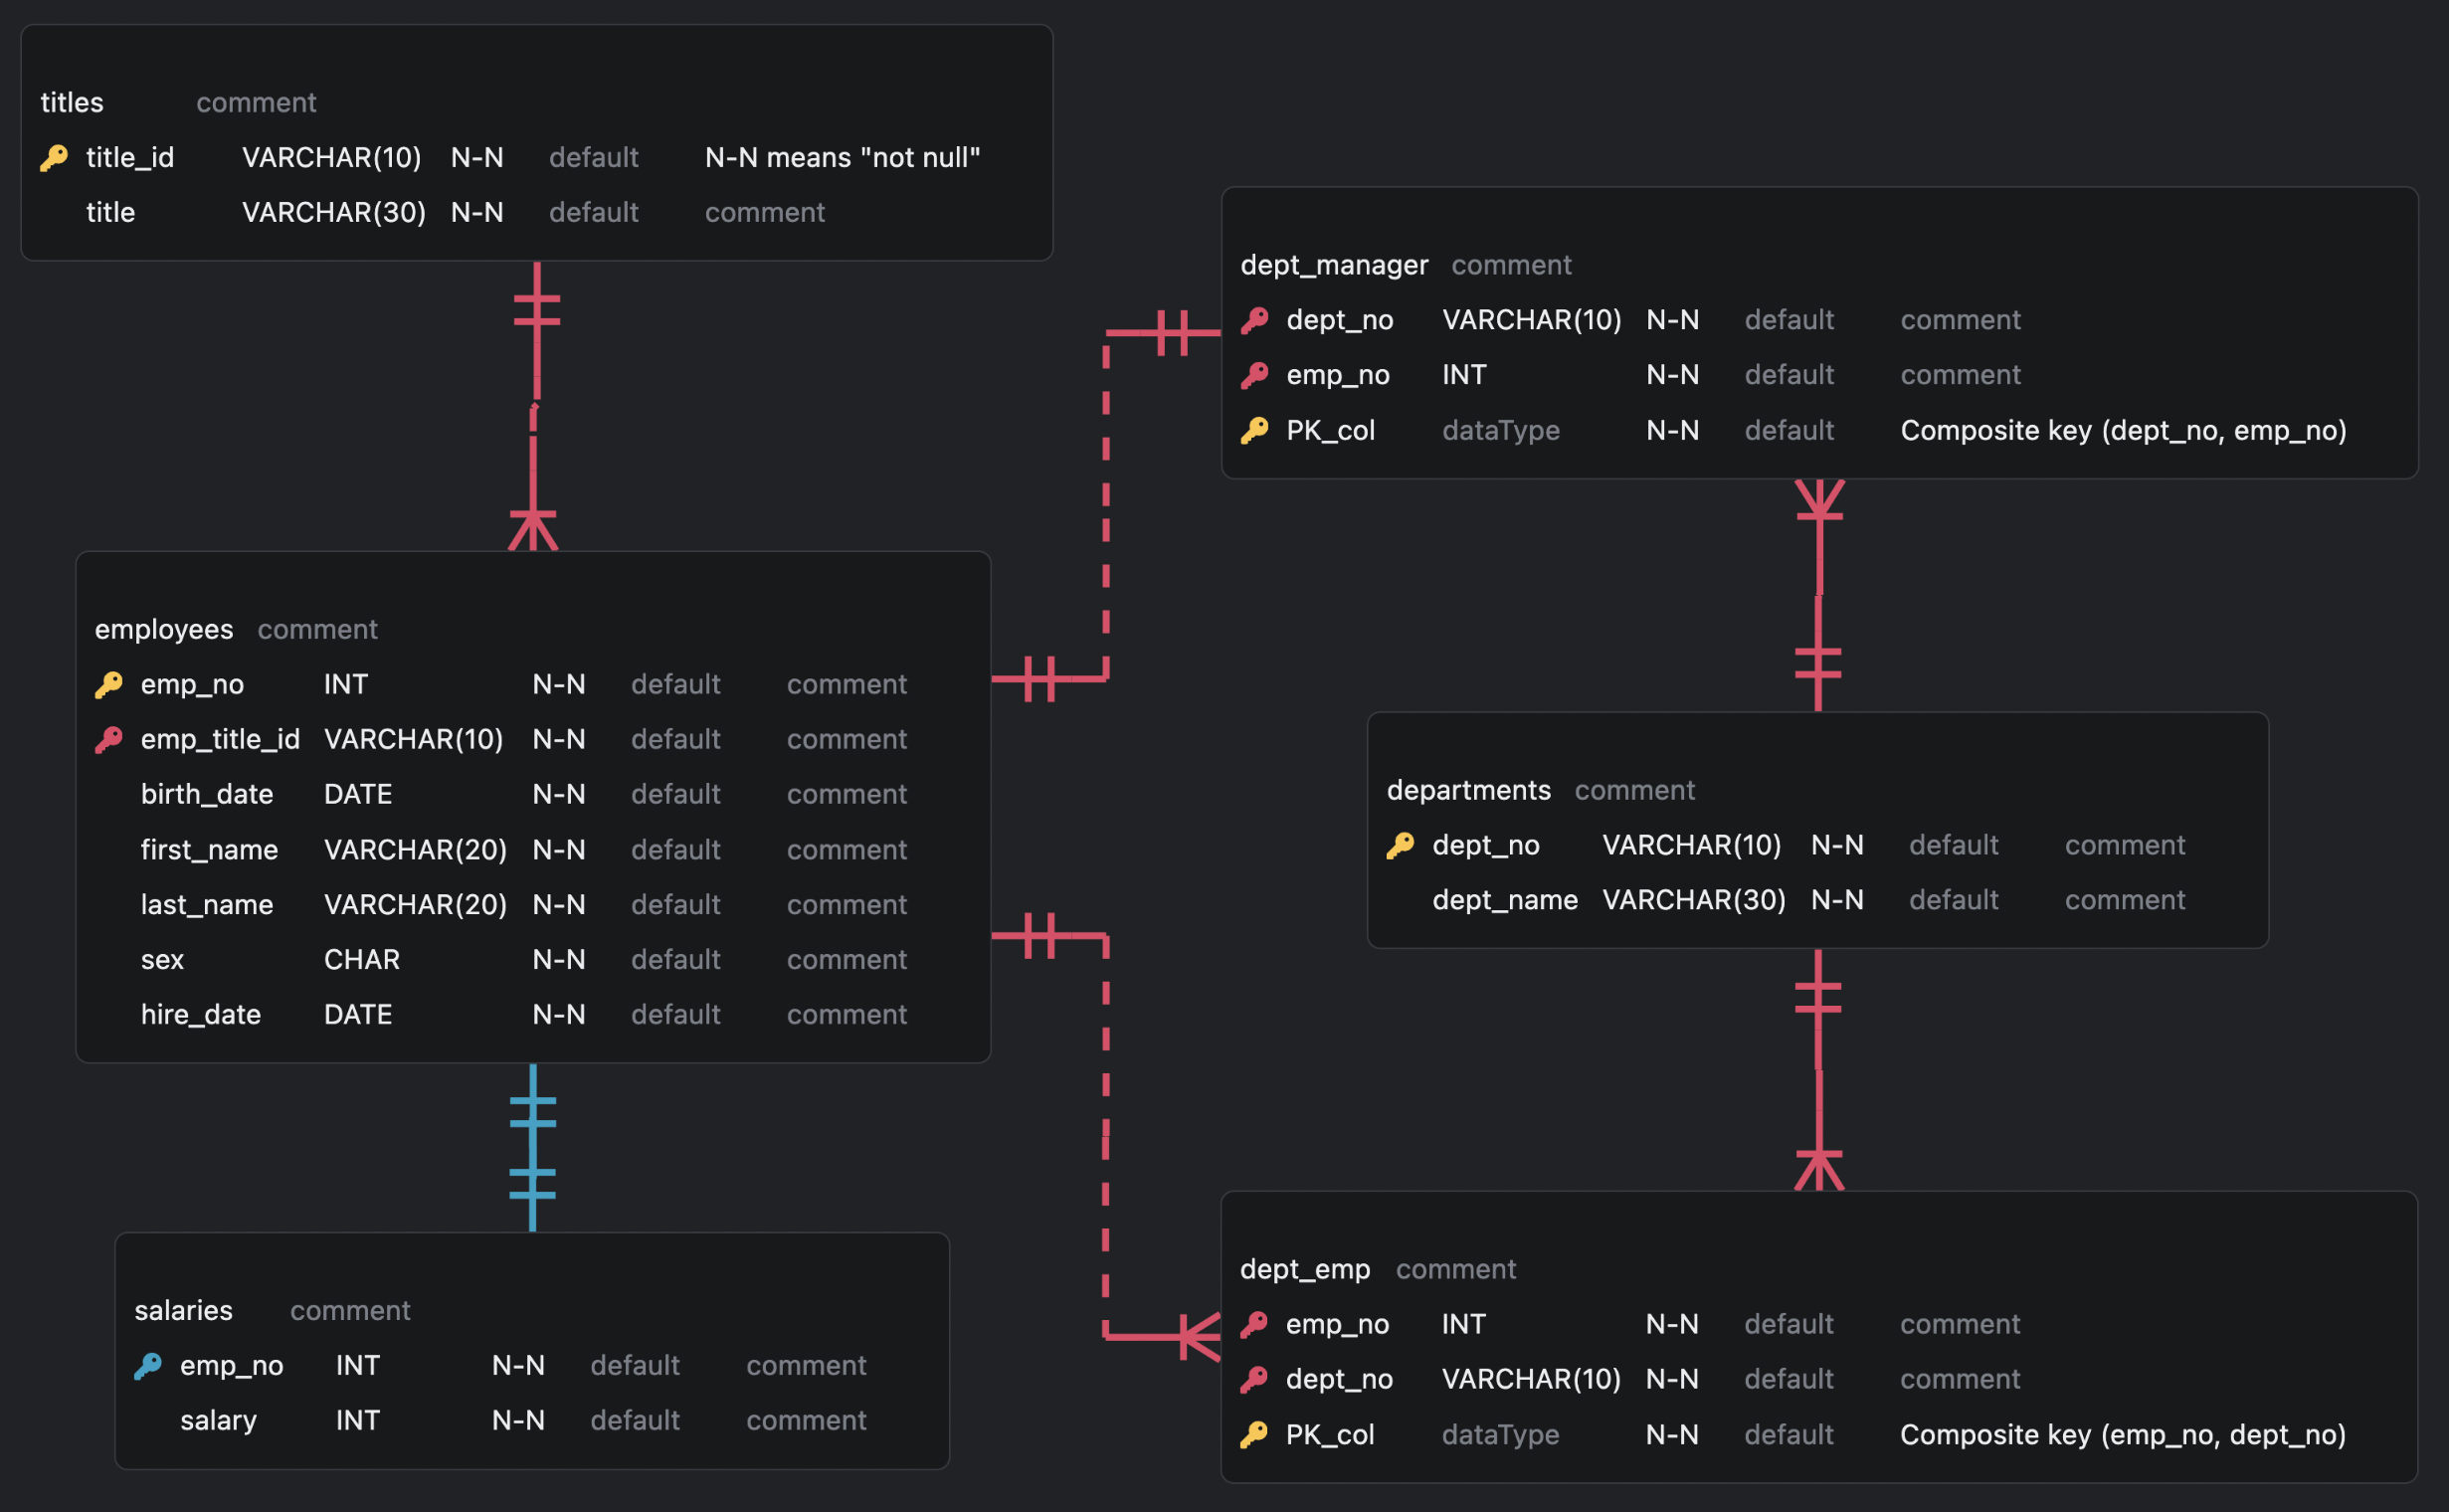 titles comment
title_id VARCHAR(10) N-N default N-N means "not null"
title VARCHAR(30) N-N default comment
dept_manager comment
dept_no VARCHAR(10) N-N default comment
emp_no INT N-N default comment
PK_col dataType N-N default Composite key (dept_no, emp_no)
employees comment
emp_no INT N-N default comment
emp_title_id VARCHAR(10) N-N default comment
birth_date DATE N-N default comment
first_name VARCHAR(20) N-N default comment
last_name VARCHAR(20) N-N default comment
sex CHAR N-N default comment
hire_date DATE N-N default comment
departments comment
dept_no VARCHAR(10) N-N default comment
dept_name VARCHAR(30) N-N default comment
salaries comment
emp_no INT N-N default comment
salary INT N-N default comment
dept_emp comment
emp_no INT N-N default comment
dept_no VARCHAR(10) N-N default comment
PK_col dataType N-N default Composite key (emp_no, dept_no)